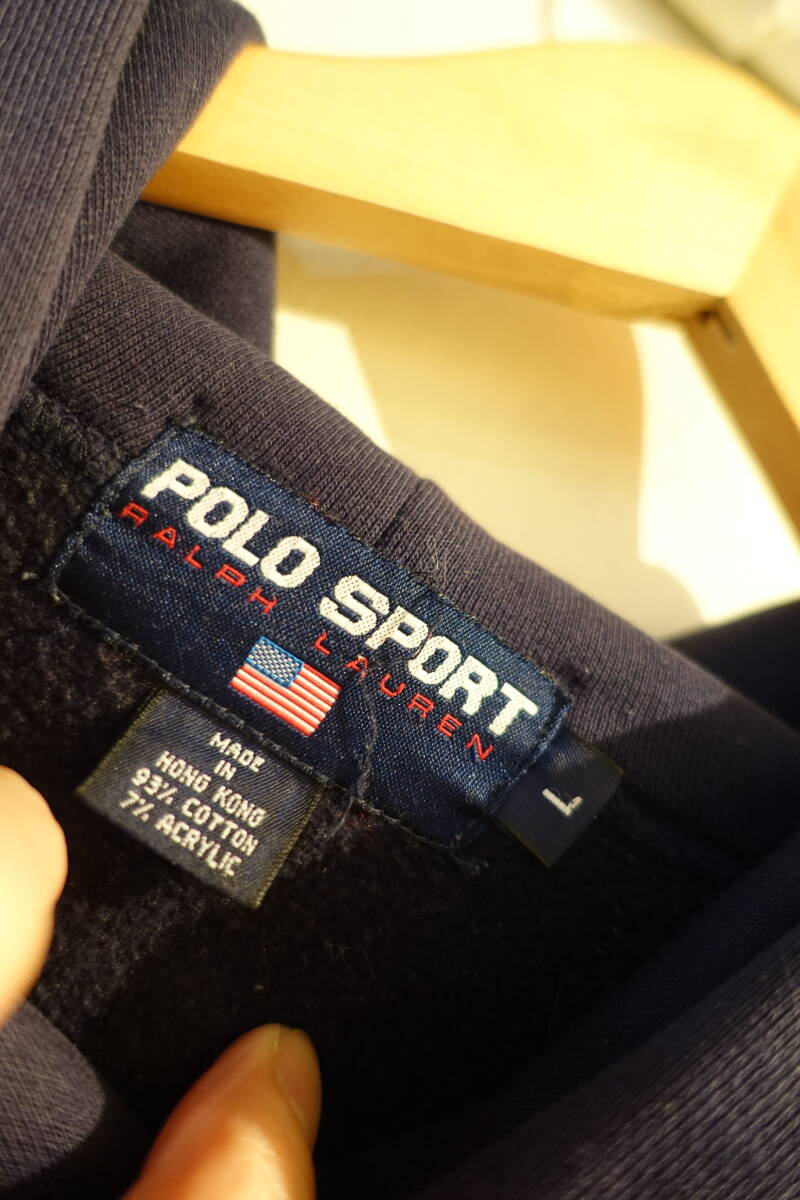 POLO SPORT
RALPH LAUREN
MADE
IN
HONG KONG
93% COTTON
7% ACRYLIC
L